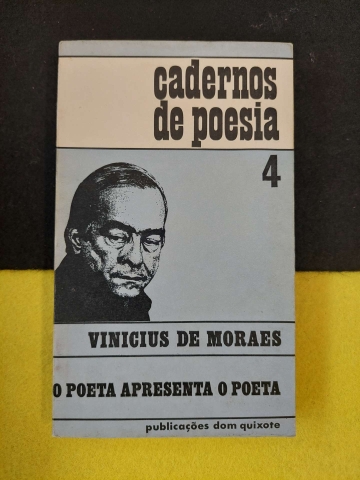 cadernos
de poesia
4
VINICIUS DE MORAES
O POETA APRESENTA O POETA
publicações dom quixote